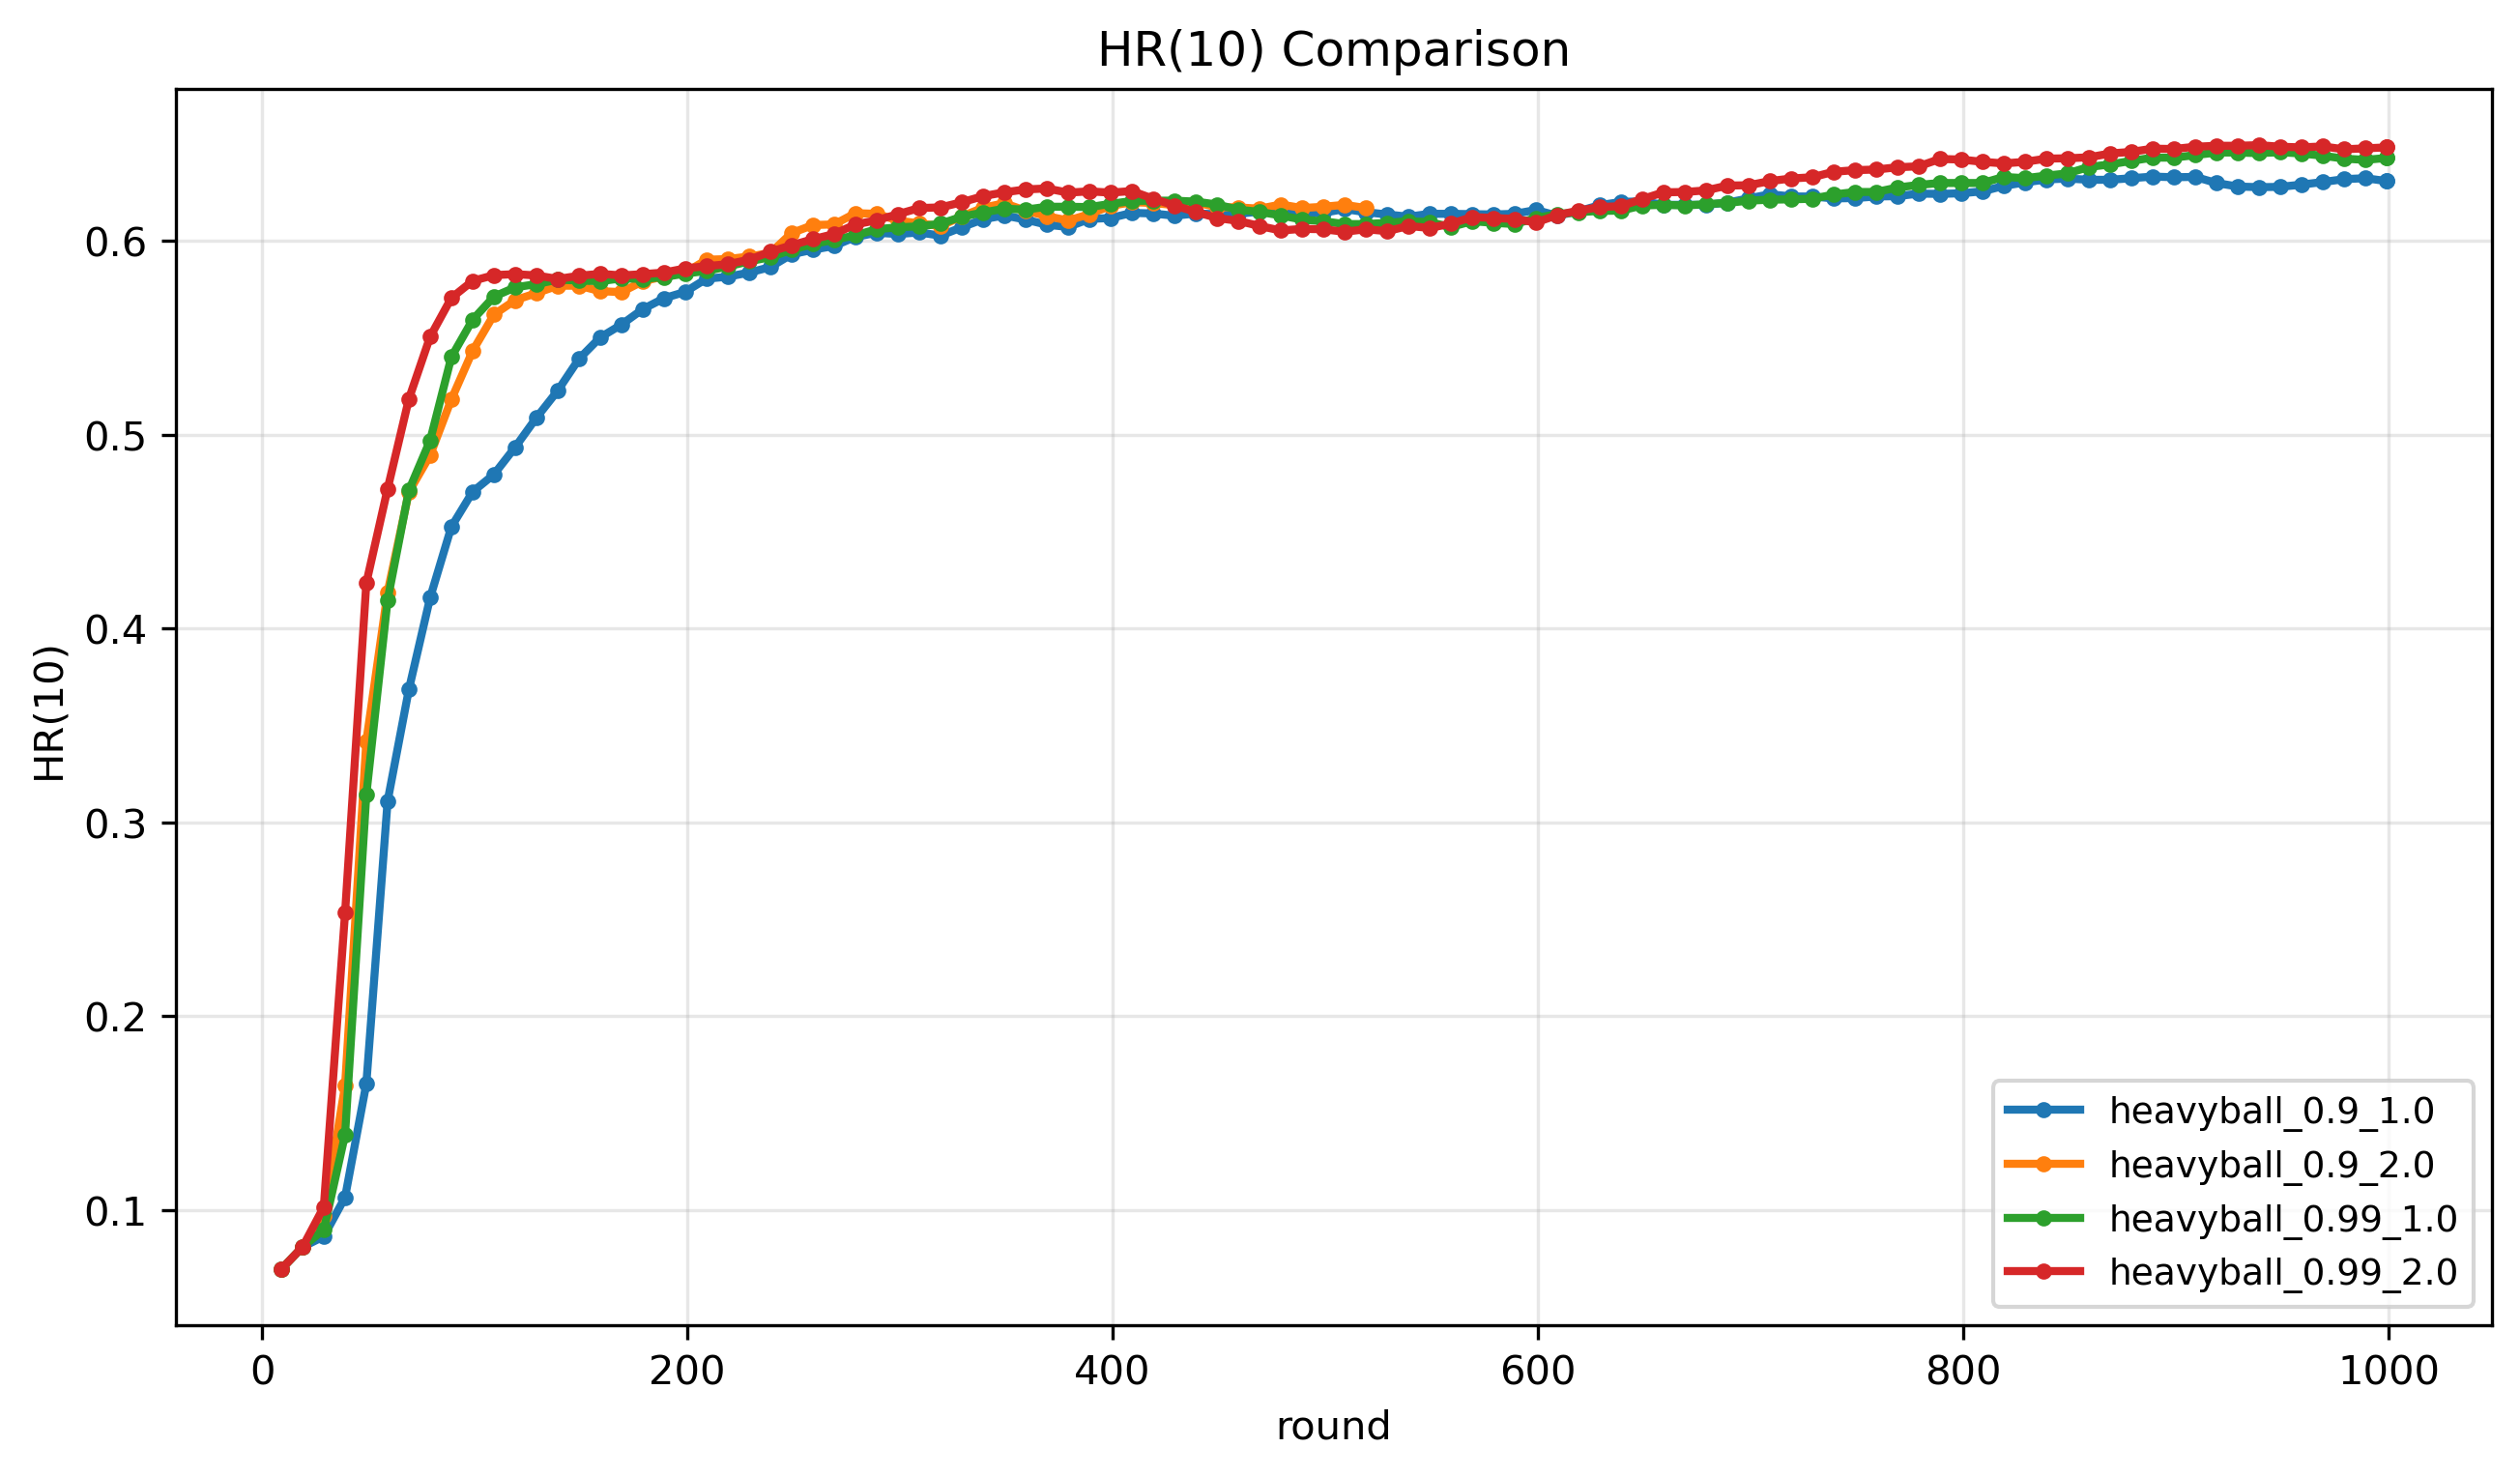 HR(10) Comparison
HR(10)
0.6
0.5
0.4
0.3
0.2
0.1
0
200
400
600
800
1000
round
heavyball_0.9_1.0
heavyball_0.9_2.0
heavyball_0.99_1.0
heavyball_0.99_2.0